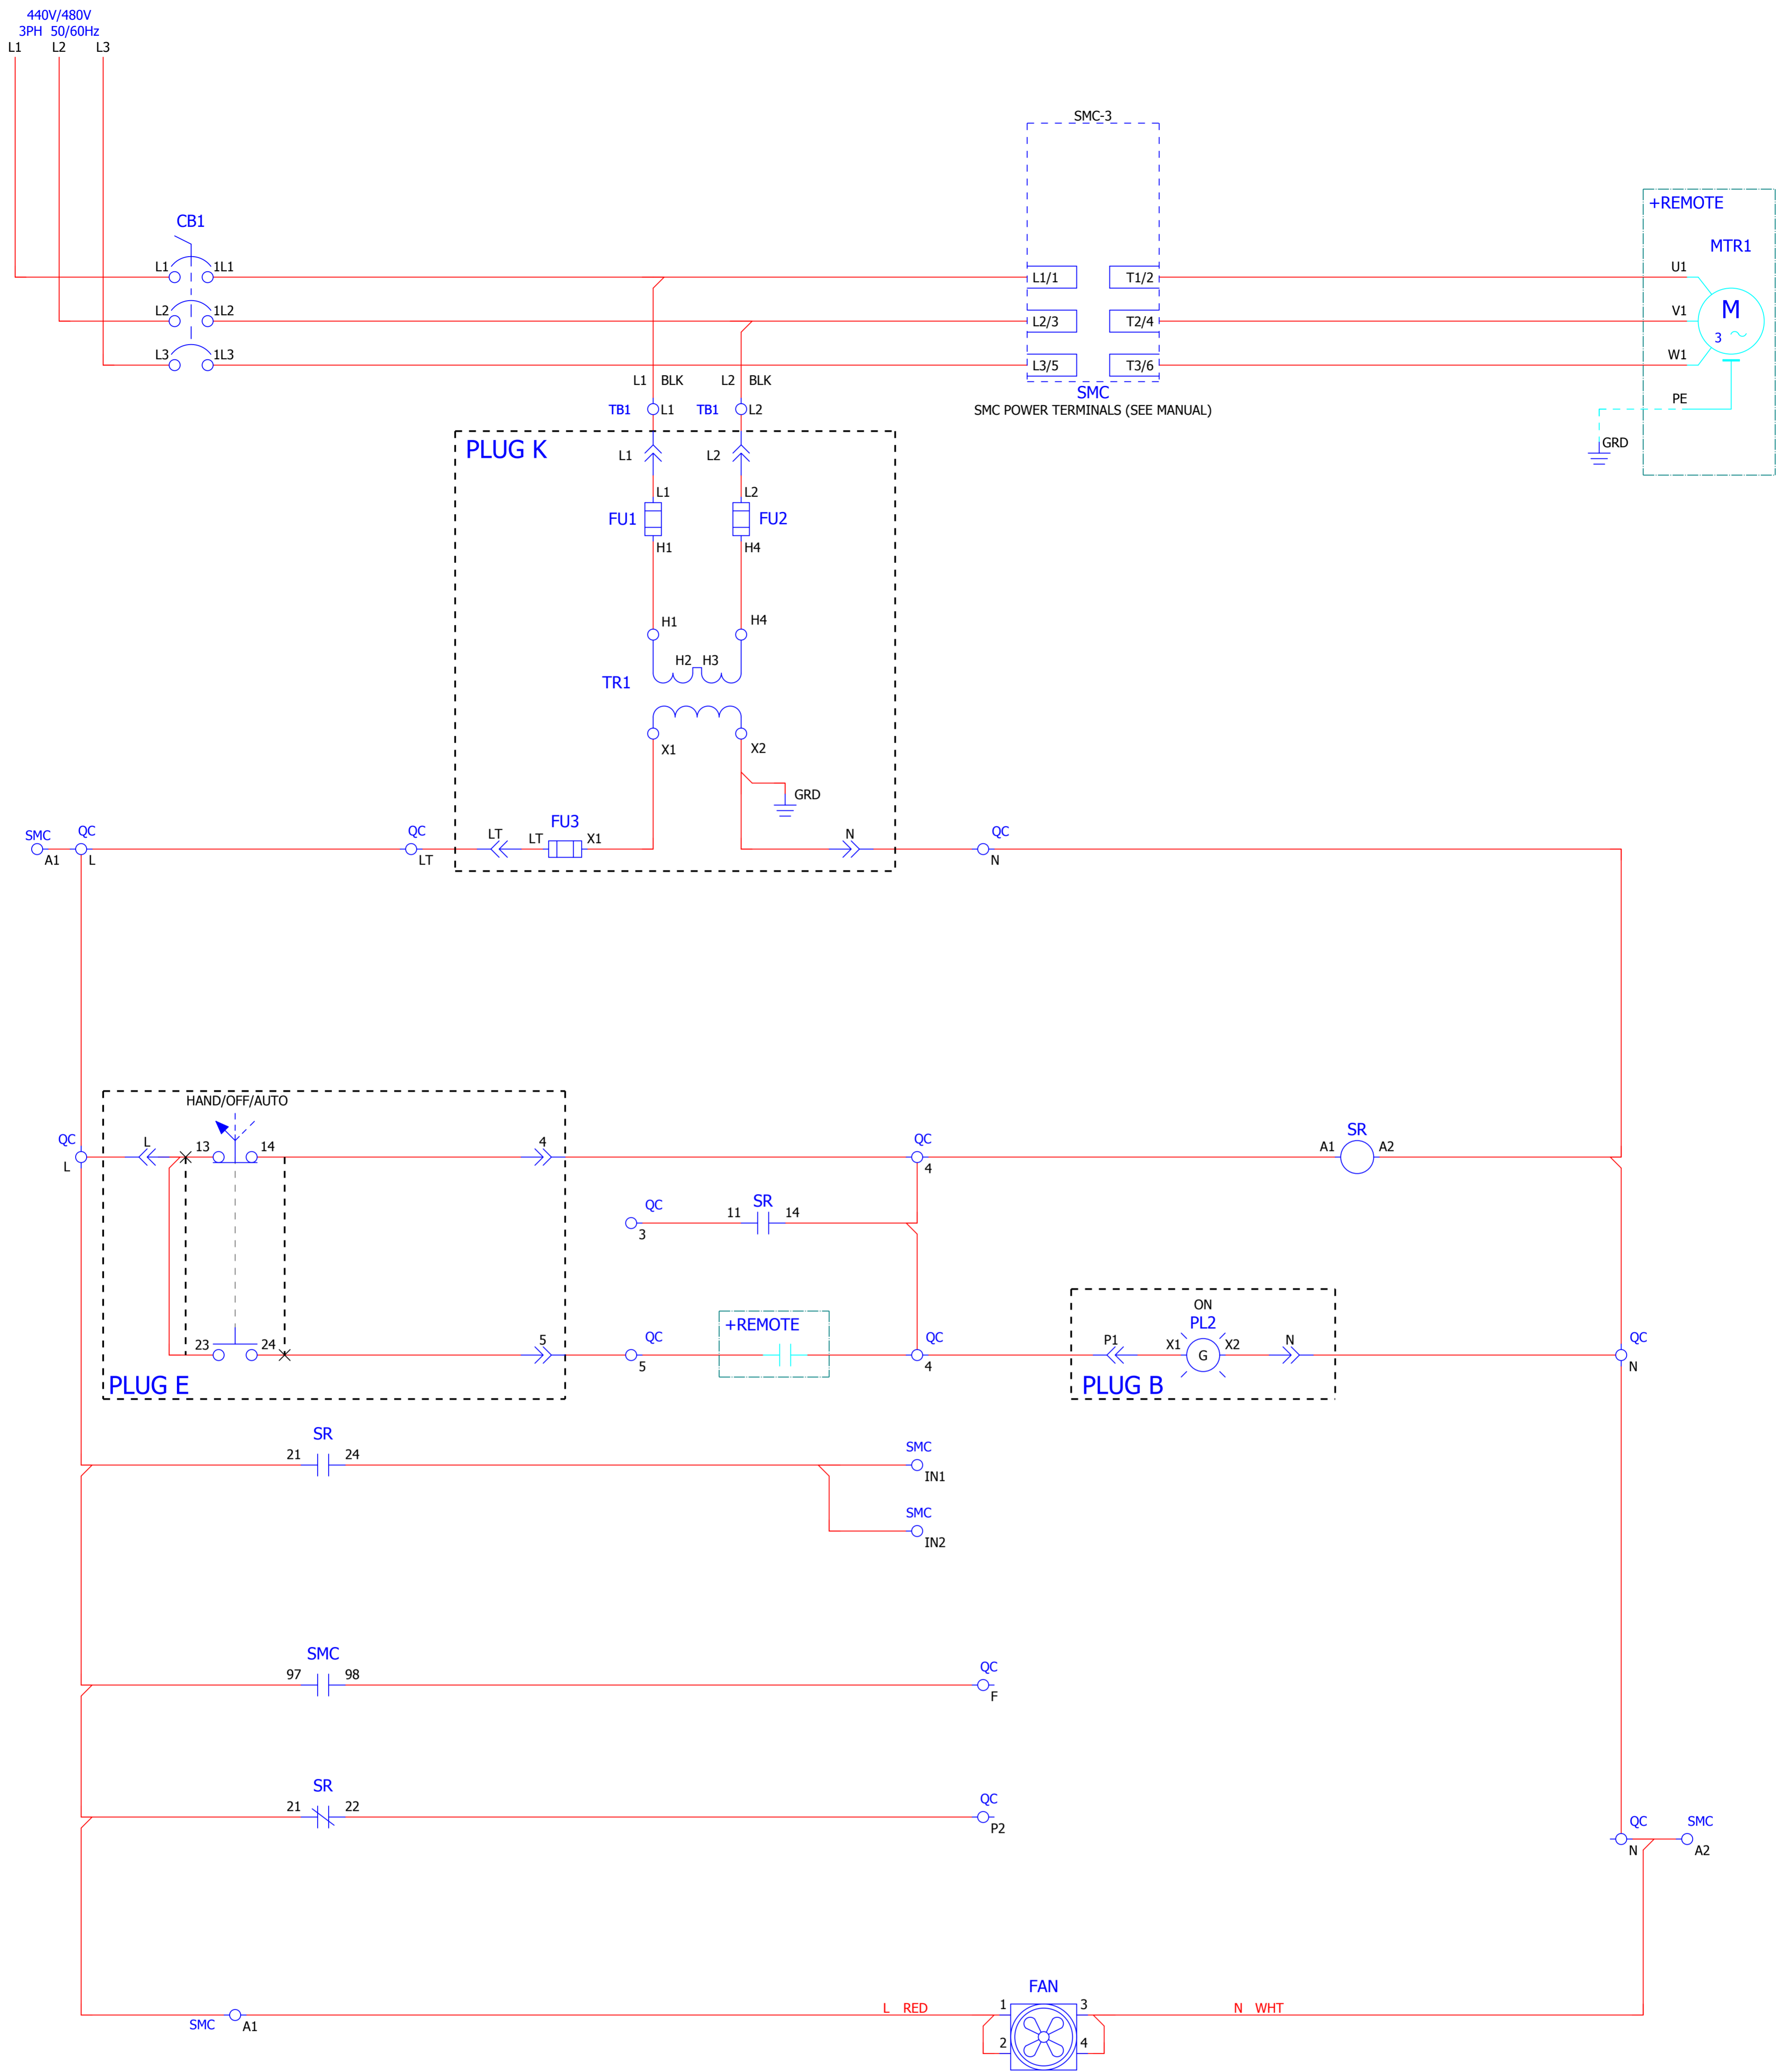 440V/480V
3PH 50/60Hz
L1 L2 L3
SMC-3
+REMOTE
MTR1
CB1
L1 1L1
L1/1 T1/2
U1
L2 1L2
L2/3 T2/4
V1
M
3
L3 1L3
L3/5 T3/6
W1
L1 BLK L2 BLK
SMC
SMC POWER TERMINALS (SEE MANUAL)
PE
TB1 L1 TB1 L2
GRD
PLUG K
L1 L2
L1 L2
FU1 FU2
H1 H4
H1 H4
H2 H3
TR1
X1 X2
GRD
SMC QC QC FU3 QC
LT LT X1 N
A1 L LT N
HAND/OFF/AUTO
QC L 13 14 4 QC SR
A1 A2
L 4
QC SR
11 14
3
ON
+REMOTE PL2
23 24 5 QC QC P1 X1 X2 N QC
G
5 4 N
PLUG E PLUG B
SR SMC
21 24
IN1
SMC
IN2
SMC QC
97 98
F
SR QC
21 22
P2
QC SMC
N A2
FAN
L RED 1 3 N WHT
SMC A1
2 4